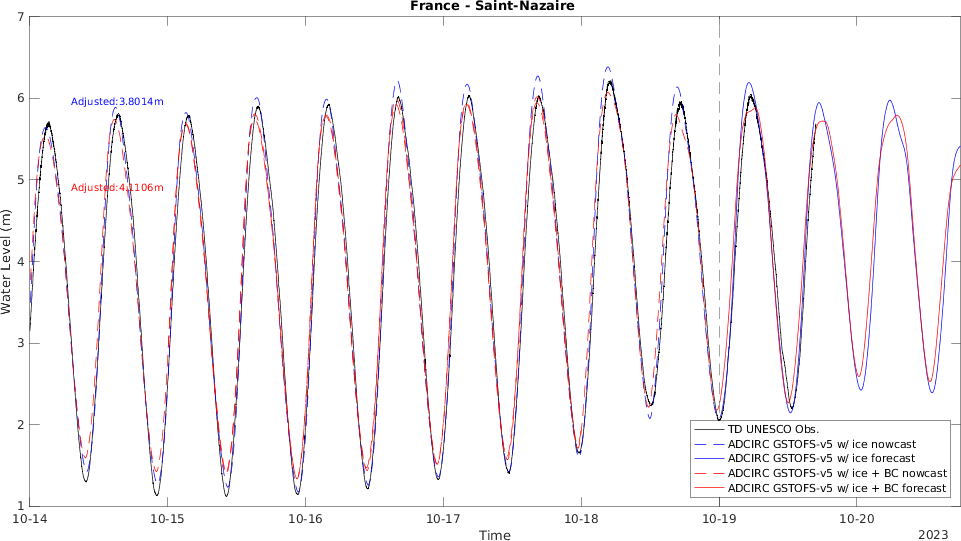 France - Saint-Nazaire
7
6
5
4
3
2
1
Water Level (m)
Adjusted:3.8014m
Adjusted:4.1106m
TD UNESCO Obs.
ADCIRC GSTOFS-v5 w/ ice nowcast
ADCIRC GSTOFS-v5 w/ ice forecast
ADCIRC GSTOFS-v5 w/ ice + BC nowcast
ADCIRC GSTOFS-v5 w/ ice + BC forecast
10-14 10-15 10-16 10-17 10-18 10-19 10-20
Time
2023